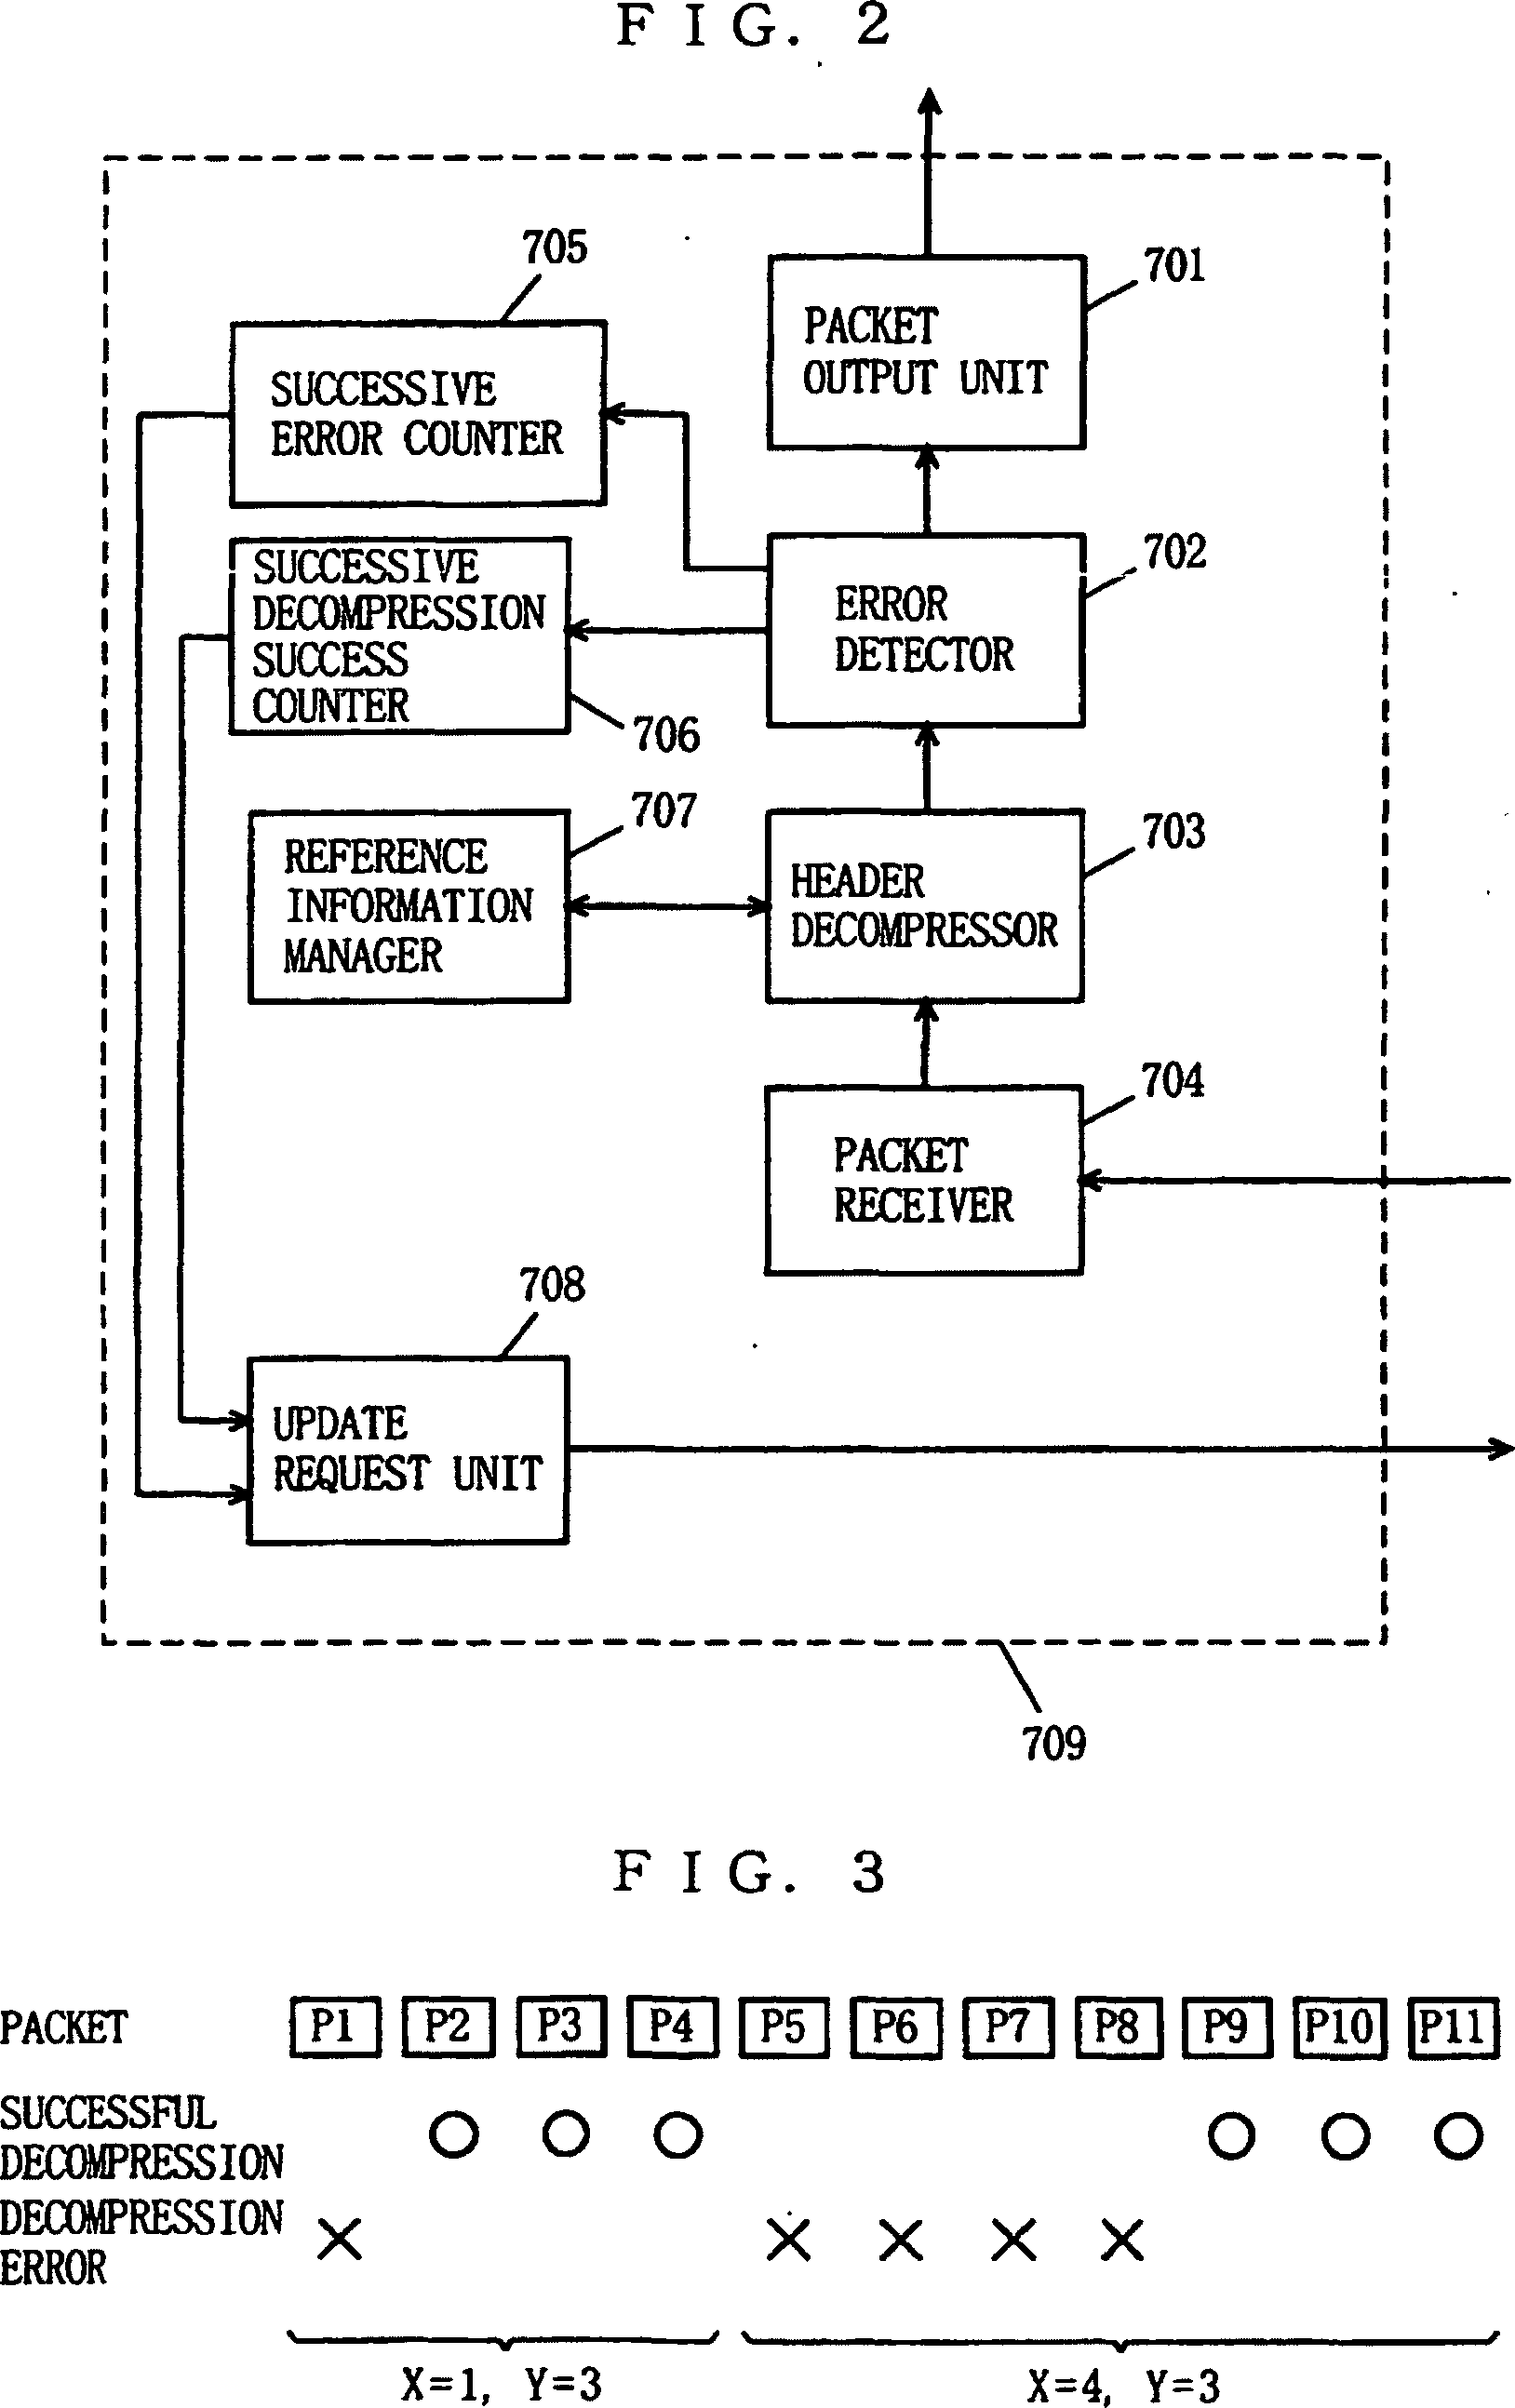 FIG. 2
705
701
PACKET
OUTPUT UNIT
SUCCESSIVE
ERROR COUNTER
702
SUCCESSIVE
DECOMPRESSION
SUCCESS
COUNTER
ERROR
DETECTOR
706
707
703
REFERENCE
INFORMATION
MANAGER
HEADER
DECOMPRESSOR
704
PACKET
RECEIVER
708
UPDATE
REQUEST UNIT
709
FIG. 3
PACKET P1 P2 P3 P4 P5 P6 P7 P8 P9 P10 P11
SUCCESSFUL
DECOMPRESSION
DECOMPRESSION
ERROR
X=1, Y=3 X=4, Y=3